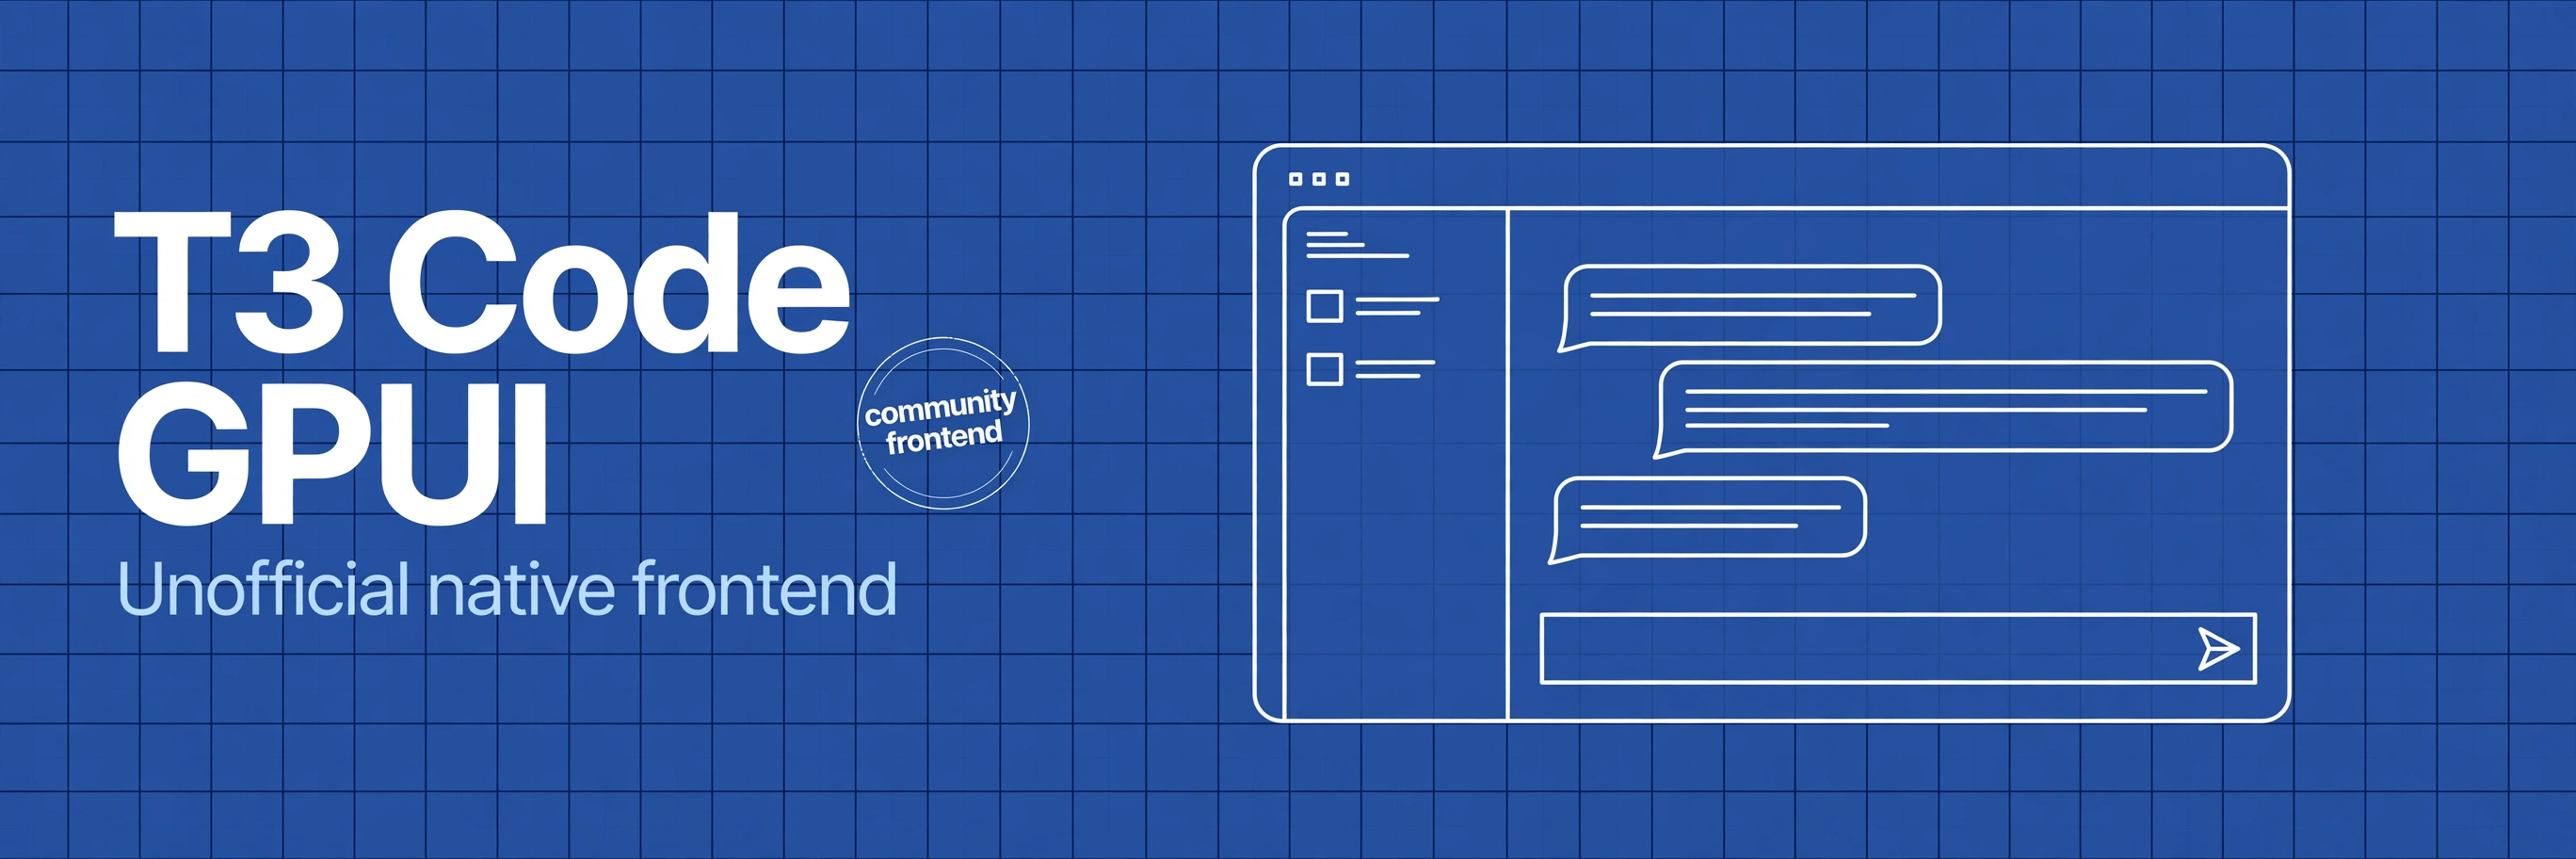 T3 Code
GPUI
community
frontend
Unofficial native frontend